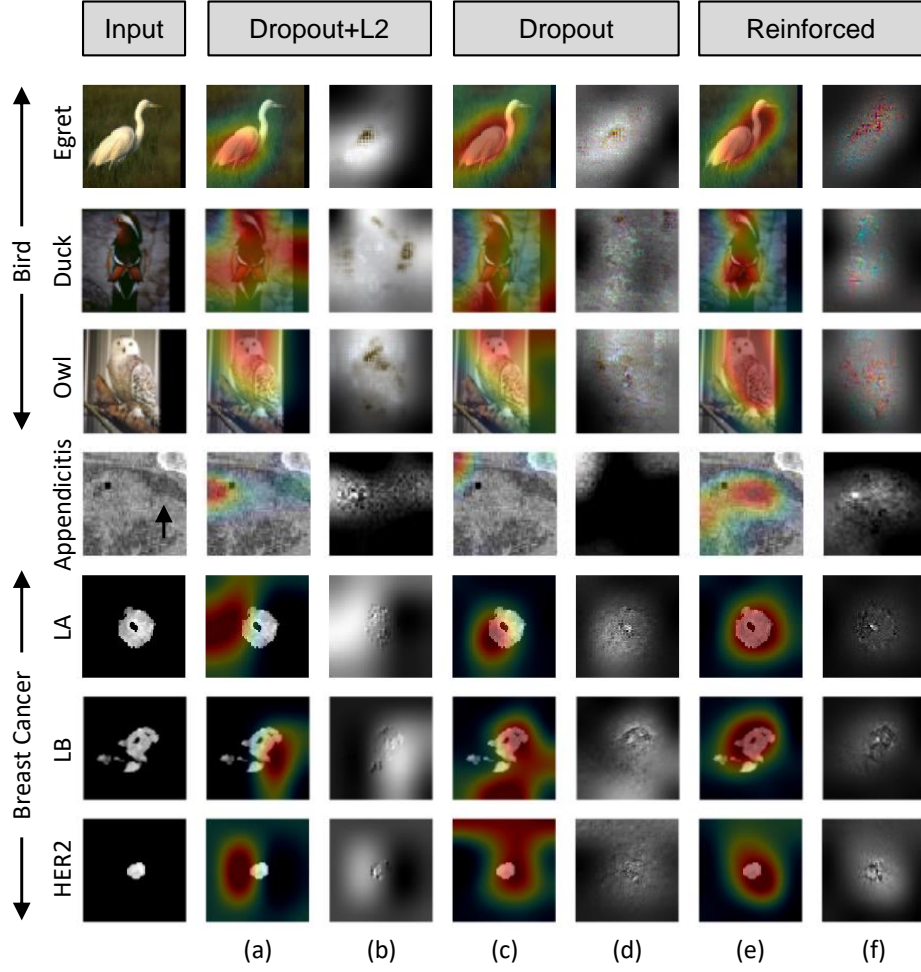 Input Dropout+L2 Dropout Reinforced
Bird
Egret
Duck
Owl
Appendicitis
Breast Cancer
LA
LB
HER2
(a) (b) (c) (d) (e) (f)